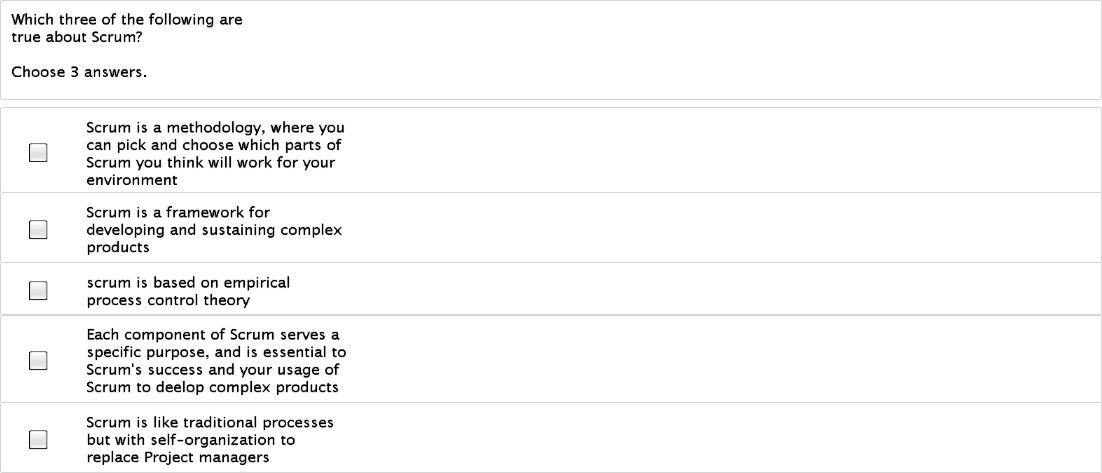 Which three of the following are
true about Scrum?
Choose 3 answers.
Scrum is a methodology, where you
can pick and choose which parts of
Scrum you think will work for your
environment
Scrum is a framework for
developing and sustaining complex
products
scrum is based on empirical
process control theory
Each component of Scrum serves a
specific purpose, and is essential to
Scrum's success and your usage of
Scrum to deelop complex products
Scrum is like traditional processes
but with self-organization to
replace Project managers